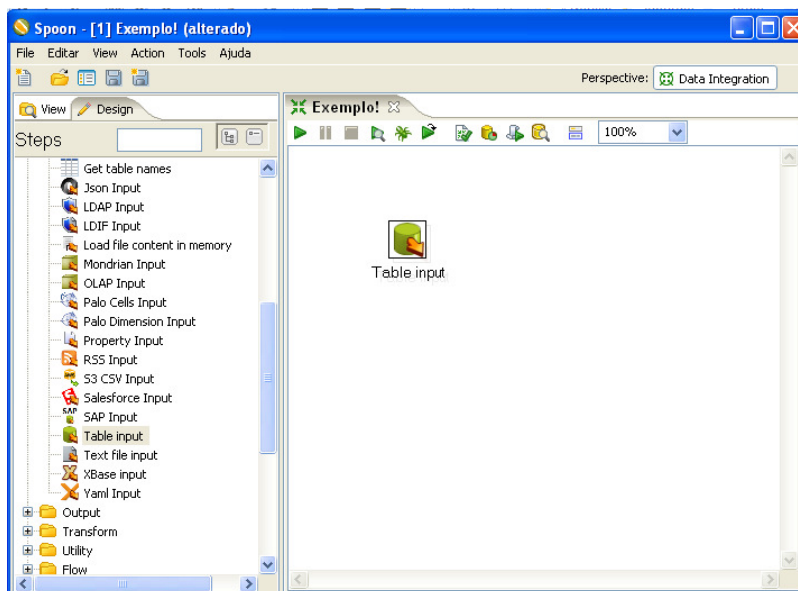 Spoon - [1] Exemplo! (alterado)
File Editar View Action Tools Ajuda
Perspective: Data Integration
View Design
Steps
Get table names
Json Input
LDAP Input
LDIF Input
Load file content in memory
Mondrian Input
OLAP Input
Palo Cells Input
Palo Dimension Input
Property Input
RSS Input
S3 CSV Input
Salesforce Input
SAP SAP Input
Table input
Text file input
XBase input
Yaml Input
Output
Transform
Utility
Flow
Exemplo!
100%
Table input